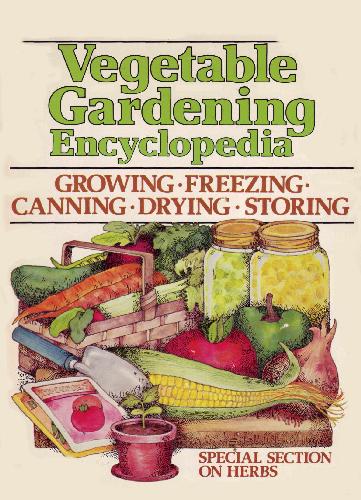 Vegetable
Gardening
Encyclopedia
GROWING·FREEZING·
CANNING·DRYING·STORING
SPECIAL SECTION
ON HERBS